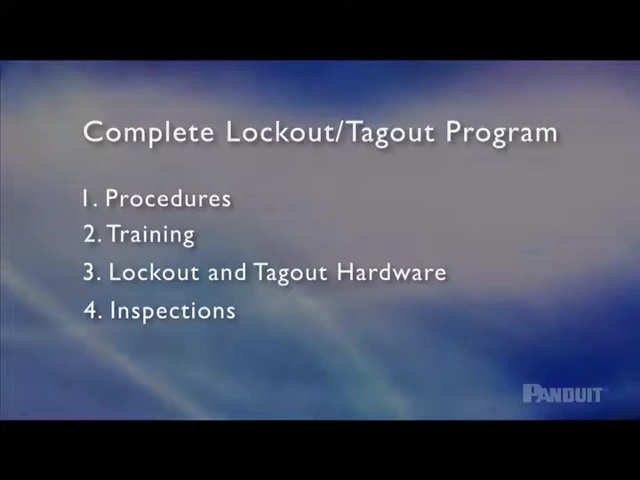 Complete Lockout/Tagout Program
1. Procedures
2. Training
3. Lockout and Tagout Hardware
4. Inspections
PANDUIT